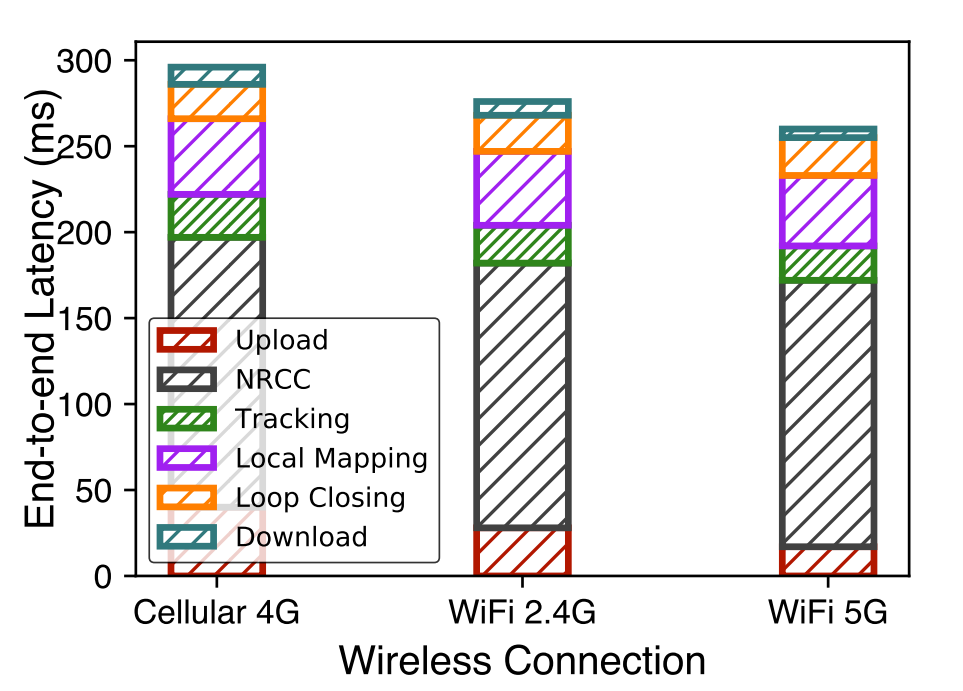 End-to-end Latency (ms)
300
250
200
150
100
50
0
Upload
NRCC
Tracking
Local Mapping
Loop Closing
Download
Cellular 4G
WiFi 2.4G
WiFi 5G
Wireless Connection